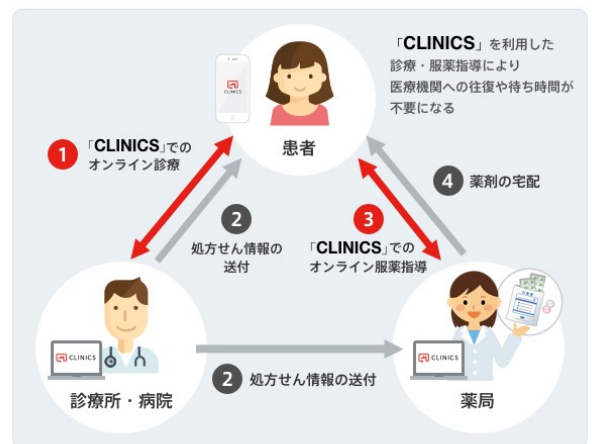 「CLINICS」を利用した
診療・服薬指導により
医療機関への往復や待ち時間が
不要になる
CLINICS
患者
1 「CLINICS」での
オンライン診療
2
処方せん情報の
送付
3
「CLINICS」での
オンライン服薬指導
4 薬剤の宅配
CLINICS
診療所・病院
2 処方せん情報の送付
CLINICS
薬局